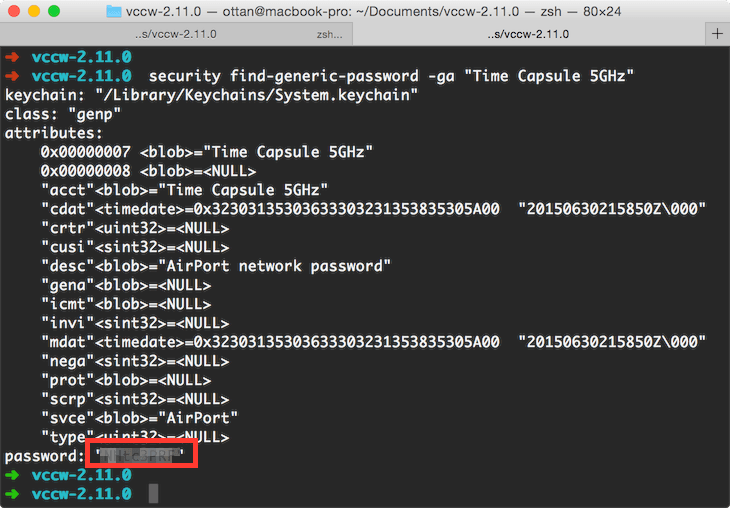 vccw-2.11.0 — ottan@macbook-pro: ~/Documents/vccw-2.11.0 — zsh — 80×24
..s/vccw-2.11.0 zsh... ..s/vccw-2.11.0 +
➜ vccw-2.11.0
➜ vccw-2.11.0 security find-generic-password -ga "Time Capsule 5GHz"
keychain: "/Library/Keychains/System.keychain"
class: "genp"
attributes:
0x00000007 <blob>="Time Capsule 5GHz"
0x00000008 <blob>=<NULL>
"acct"<blob>="Time Capsule 5GHz"
"cdat"<timedate>=0x32303135303633303231353835305A00 "20150630215850Z\000"
"crtr"<uint32>=<NULL>
"cusi"<sint32>=<NULL>
"desc"<blob>="AirPort network password"
"gena"<blob>=<NULL>
"icmt"<blob>=<NULL>
"invi"<sint32>=<NULL>
"mdat"<timedate>=0x32303135303633303231353835305A00 "20150630215850Z\000"
"nega"<sint32>=<NULL>
"prot"<blob>=<NULL>
"scrp"<sint32>=<NULL>
"svce"<blob>="AirPort"
"type"<uint32>=<NULL>
password:
➜ vccw-2.11.0
➜ vccw-2.11.0